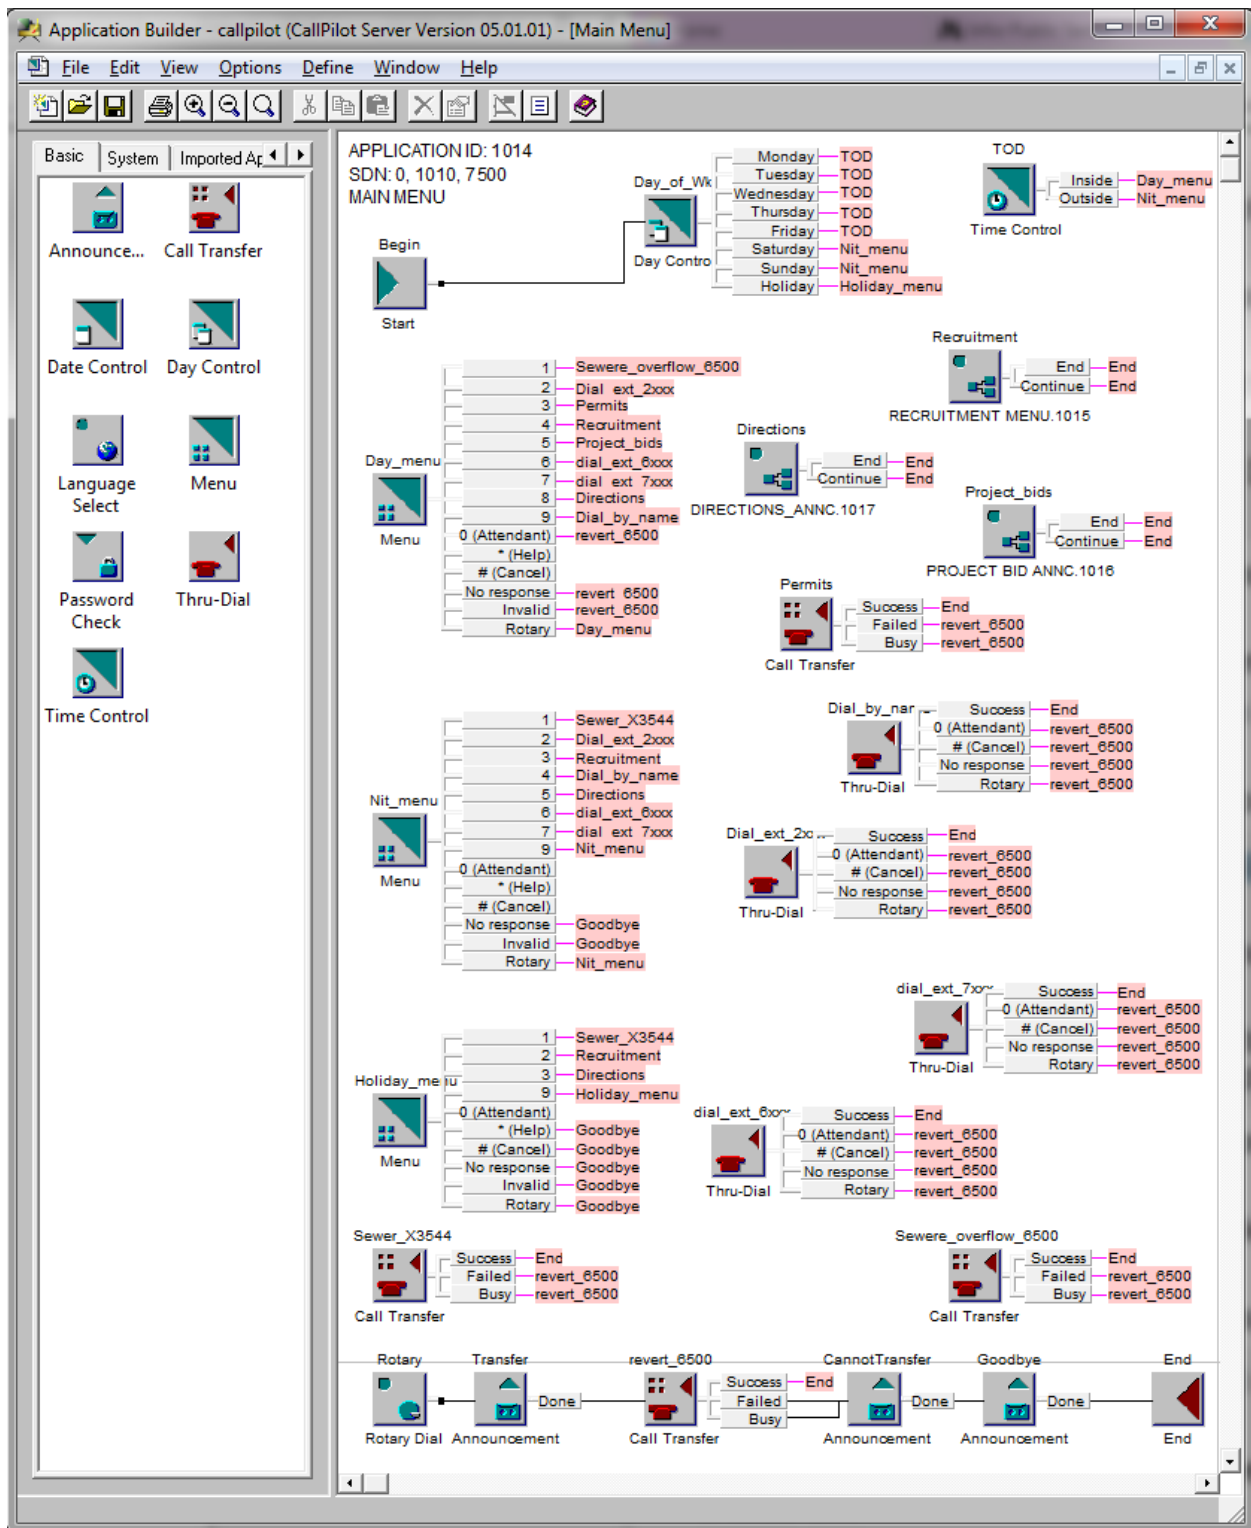 Application Builder - callpilot (CallPilot Server Version 05.01.01) - [Main Menu]
File Edit View Options Define Window Help
Basic System Imported Ap
Announce... Call Transfer
Date Control Day Control
Language Select Menu
Password Check Thru-Dial
Time Control
APPLICATION ID: 1014
SDN: 0, 1010, 7500
MAIN MENU
Begin
Start
Day_of_Wk
Day Contro
Monday TOD
Tuesday TOD
Wednesday TOD
Thursday TOD
Friday TOD
Saturday Nit_menu
Sunday Nit_menu
Holiday Holiday_menu
TOD
Time Control
Inside Day_menu
Outside Nit_menu
Recruitment
End End
Continue End
RECRUITMENT MENU.1015
Directions
End End
Continue End
DIRECTIONS_ANNC.1017
Project_bids
End End
Continue End
PROJECT BID ANNC.1016
Permits
Success End
Failed revert_6500
Busy revert_6500
Call Transfer
Day_menu
Menu
1 Sewere_overflow_6500
2 Dial_ext_2xxx
3 Permits
4 Recruitment
5 Project_bids
6 dial_ext_6xxx
7 dial_ext_7xxx
8 Directions
9 Dial_by_name
0 (Attendant) revert_6500
* (Help)
# (Cancel)
No response revert_6500
Invalid revert_6500
Rotary Day_menu
Dial_by_nar
Success End
0 (Attendant) revert_6500
# (Cancel) revert_6500
No response revert_6500
Rotary revert_6500
Thru-Dial
Nit_menu
Menu
1 Sewer_X3544
2 Dial_ext_2xxx
3 Recruitment
4 Dial_by_name
5 Directions
6 dial_ext_6xxx
7 dial_ext_7xxx
9 Nit_menu
0 (Attendant)
* (Help)
# (Cancel)
No response Goodbye
Invalid Goodbye
Rotary Nit_menu
Dial_ext_2xx
Success End
0 (Attendant) revert_6500
# (Cancel) revert_6500
No response revert_6500
Rotary revert_6500
Thru-Dial
dial_ext_7xxx
Success End
0 (Attendant) revert_6500
# (Cancel) revert_6500
No response revert_6500
Rotary revert_6500
Thru-Dial
Holiday_menu
Menu
1 Sewer_X3544
2 Recruitment
3 Directions
9 Holiday_menu
0 (Attendant)
* (Help) Goodbye
# (Cancel) Goodbye
No response Goodbye
Invalid Goodbye
Rotary Goodbye
dial_ext_6xxx
Success End
0 (Attendant) revert_6500
# (Cancel) revert_6500
No response revert_6500
Rotary revert_6500
Thru-Dial
Sewer_X3544
Success End
Failed revert_6500
Busy revert_6500
Call Transfer
Sewere_overflow_6500
Success End
Failed revert_6500
Busy revert_6500
Call Transfer
Rotary Transfer revert_6500 CannotTransfer Goodbye End
Done Success End Done Done
Failed
Busy
Rotary Dial Announcement Call Transfer Announcement Announcement End